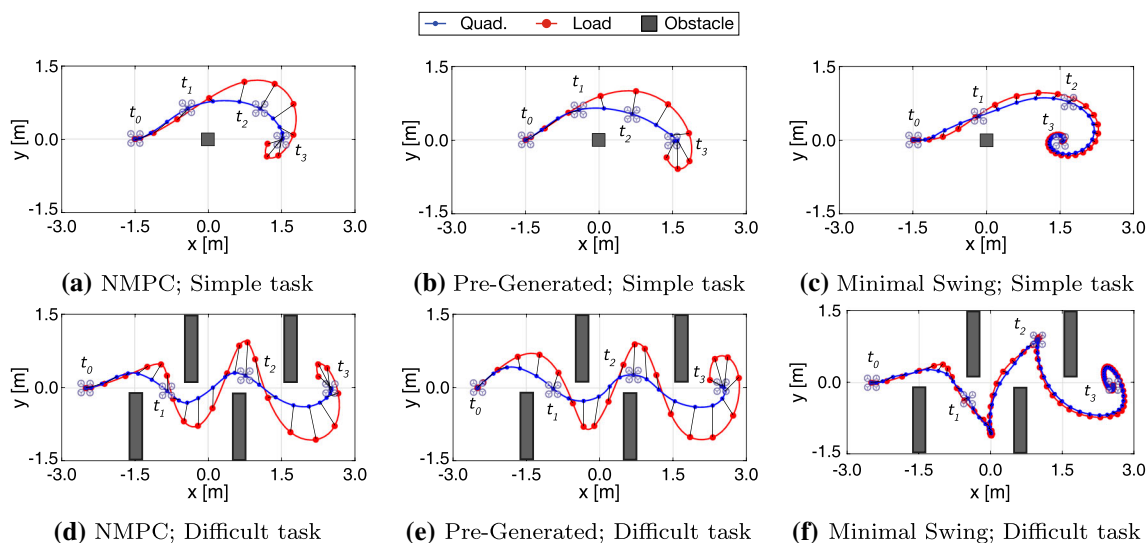 Quad. Load Obstacle
1.5 1.5 1.5
y [m] 0.0 y [m] 0.0 y [m] 0.0
t0 t1 t2 t3 t0 t1 t2 t3 t0 t1 t2 t3
-1.5 -1.5 -1.5
-3.0 -1.5 0.0 1.5 3.0 -3.0 -1.5 0.0 1.5 3.0 -3.0 -1.5 0.0 1.5 3.0
x [m] x [m] x [m]
(a) NMPC; Simple task (b) Pre-Generated; Simple task (c) Minimal Swing; Simple task
1.5 1.5 1.5
y [m] 0.0 y [m] 0.0 y [m] 0.0
t0 t1 t2 t3 t0 t1 t2 t3 t0 t1 t2 t3
-1.5 -1.5 -1.5
-3.0 -1.5 0.0 1.5 3.0 -3.0 -1.5 0.0 1.5 3.0 -3.0 -1.5 0.0 1.5 3.0
x [m] x [m] x [m]
(d) NMPC; Difficult task (e) Pre-Generated; Difficult task (f) Minimal Swing; Difficult task